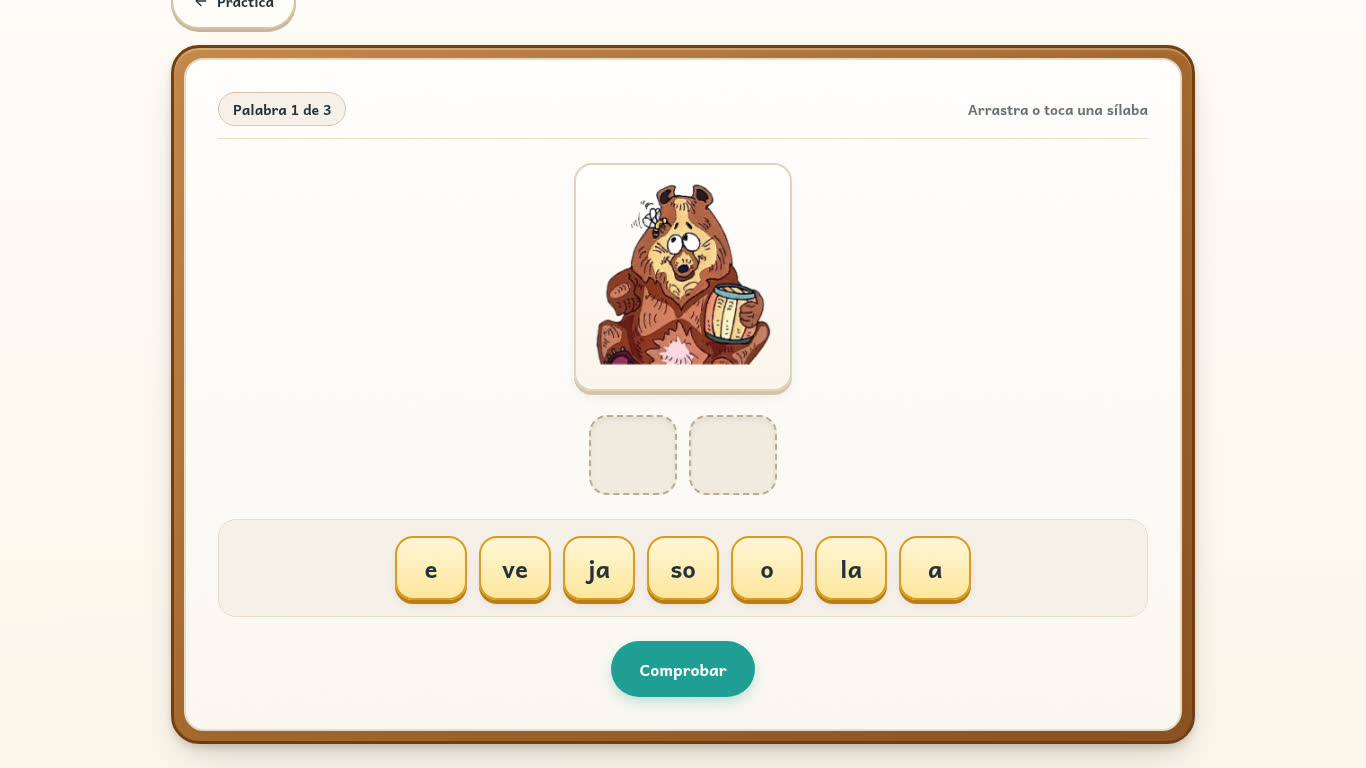 ← Práctica
Palabra 1 de 3
Arrastra o toca una sílaba
e ve ja so o la a
Comprobar